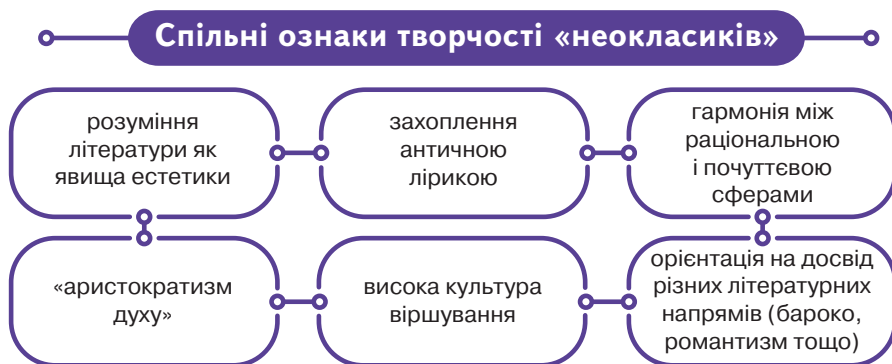 Спільні ознаки творчості «неокласиків»
розуміння
літератури як
явища естетики
захоплення
античною
лірикою
гармонія між
раціональною
і почуттєвою
сферами
«аристократизм
духу»
висока культура
віршування
орієнтація на досвід
різних літературних
напрямів (бароко,
романтизм тощо)